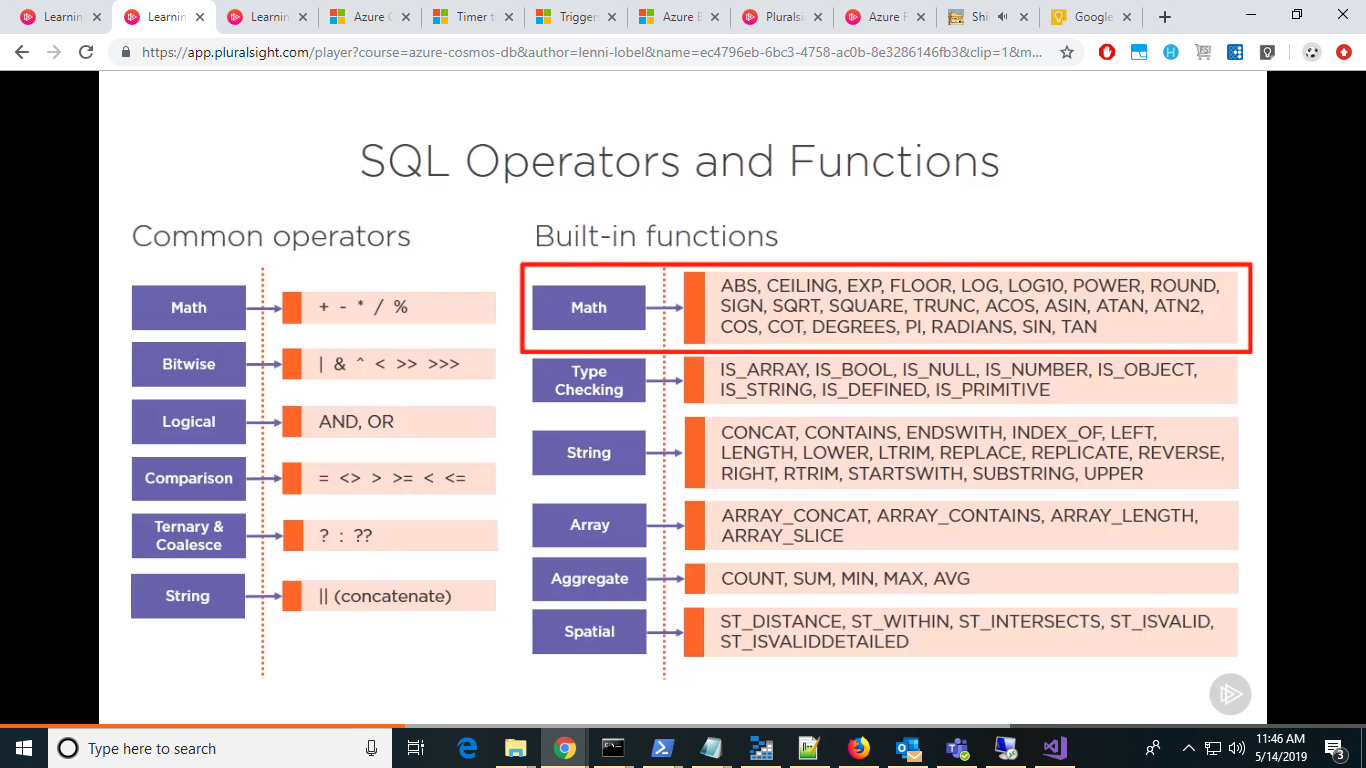 Learnin
Learnin
Learnin
Azure C
Timer t
Trigger
Azure E
Pluralsi
Azure F
Shi
Google
https://app.pluralsight.com/player?course=azure-cosmos-db&author=lenni-lobel&name=ec4796eb-6bc3-4758-ac0b-8e3286146fb3&clip=1&m...
SQL Operators and Functions
Common operators
Math
+ - * / %
Bitwise
| & ^ < >> >>>
Logical
AND, OR
Comparison
= <> > >= < <=
Ternary &
Coalesce
? : ??
String
|| (concatenate)
Built-in functions
Math
ABS, CEILING, EXP, FLOOR, LOG, LOG10, POWER, ROUND,
SIGN, SQRT, SQUARE, TRUNC, ACOS, ASIN, ATAN, ATN2,
COS, COT, DEGREES, PI, RADIANS, SIN, TAN
Type
Checking
IS_ARRAY, IS_BOOL, IS_NULL, IS_NUMBER, IS_OBJECT,
IS_STRING, IS_DEFINED, IS_PRIMITIVE
String
CONCAT, CONTAINS, ENDSWITH, INDEX_OF, LEFT,
LENGTH, LOWER, LTRIM, REPLACE, REPLICATE, REVERSE,
RIGHT, RTRIM, STARTSWITH, SUBSTRING, UPPER
Array
ARRAY_CONCAT, ARRAY_CONTAINS, ARRAY_LENGTH,
ARRAY_SLICE
Aggregate
COUNT, SUM, MIN, MAX, AVG
Spatial
ST_DISTANCE, ST_WITHIN, ST_INTERSECTS, ST_ISVALID,
ST_ISVALIDDETAILED
Type here to search
11:46 AM
5/14/2019
3